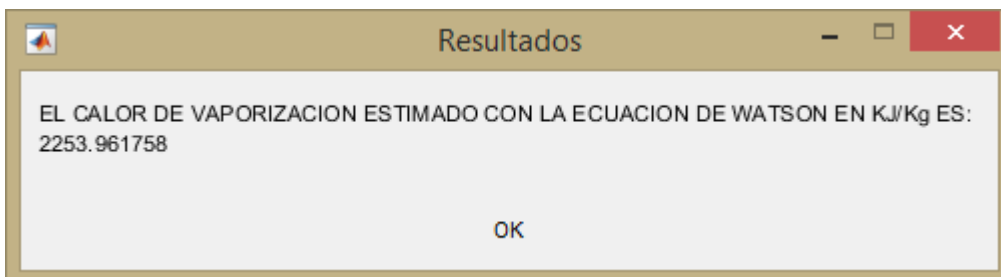 Resultados
EL CALOR DE VAPORIZACION ESTIMADO CON LA ECUACION DE WATSON EN KJ/Kg ES:
2253.961758
OK